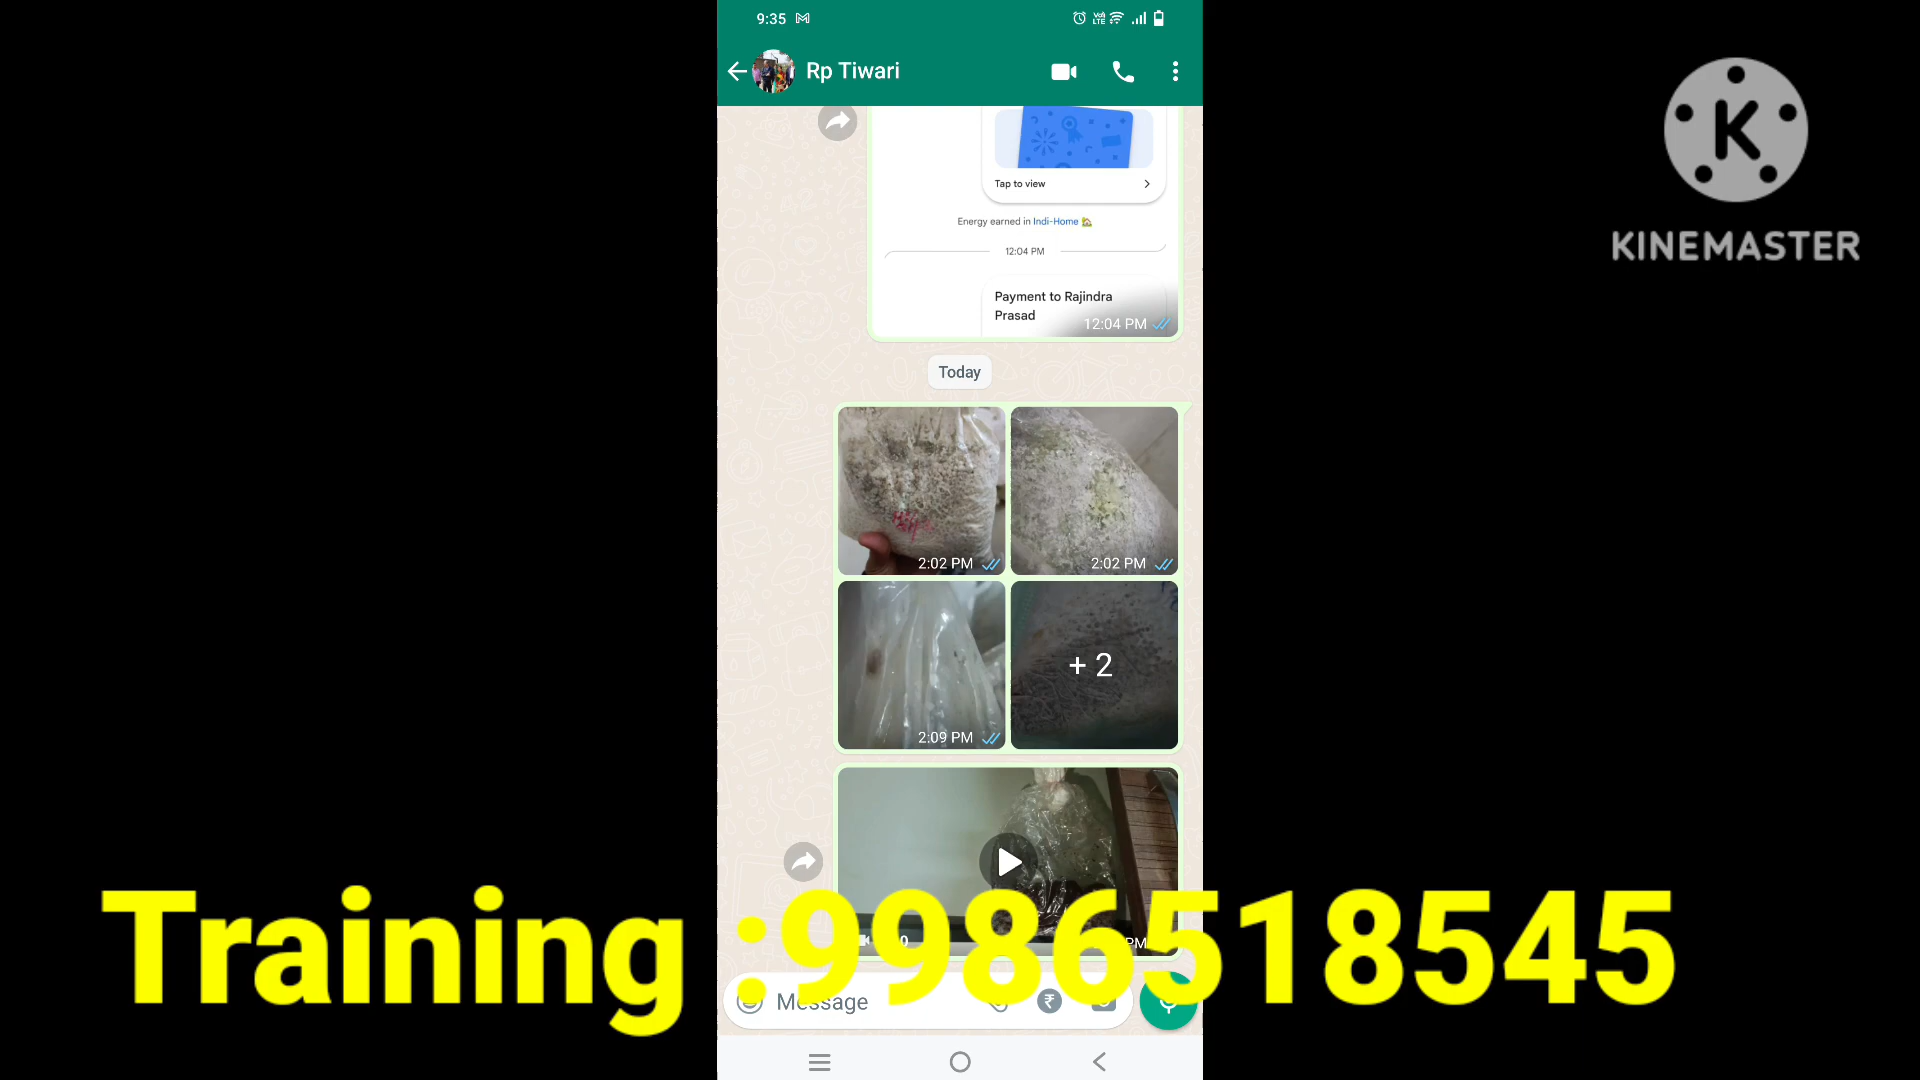 9:35
Rp Tiwari
K
KINEMASTER
Tap to view
Energy earned in Indi-Home
12:04 PM
Payment to Rajindra
Prasad
12:04 PM
Today
2:02 PM
2:02 PM
2:09 PM
+ 2
PM
Training :9986518545
Message